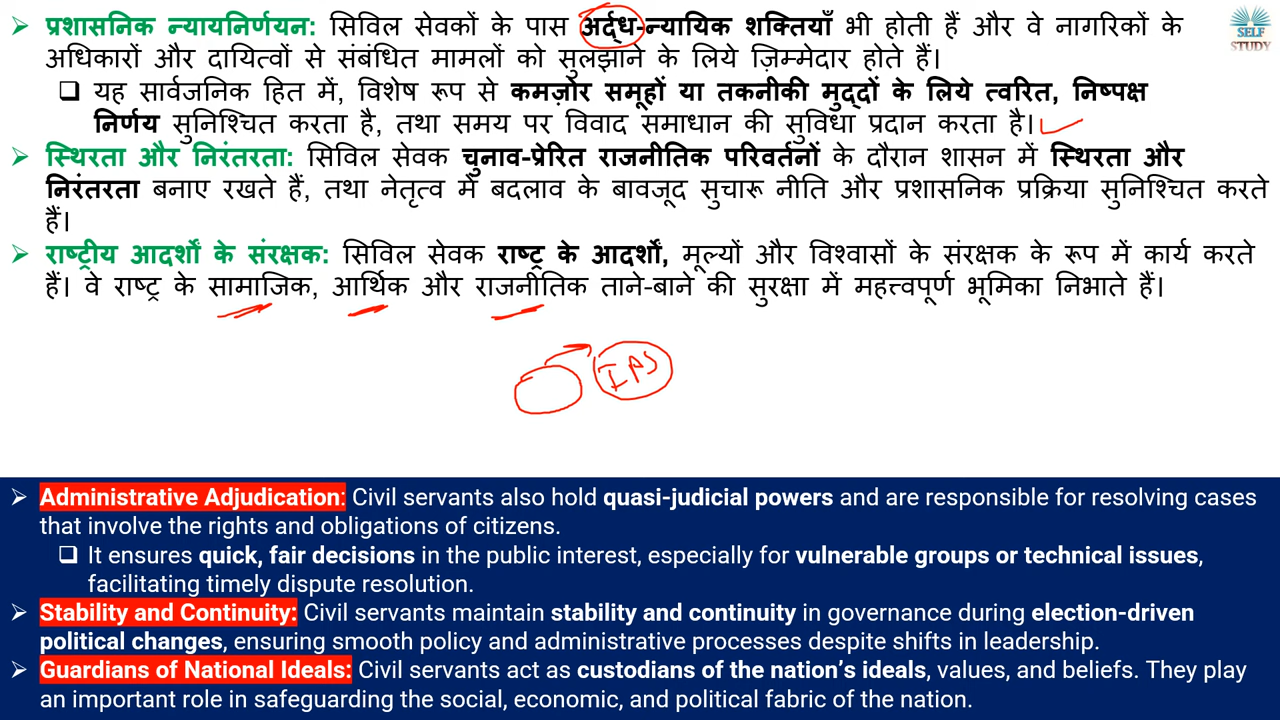 ➢ प्रशासनिक न्यायनिर्णयन: सिविल सेवकों के पास अर्द्ध-न्यायिक शक्तियाँ भी होती हैं और वे नागरिकों के
अधिकारों और दायित्वों से संबंधित मामलों को सुलझाने के लिये ज़िम्मेदार होते हैं।
❑ यह सार्वजनिक हित में, विशेष रूप से कमज़ोर समूहों या तकनीकी मुद्दों के लिये त्वरित, निष्पक्ष
निर्णय सुनिश्चित करता है, तथा समय पर विवाद समाधान की सुविधा प्रदान करता है।
➢ स्थिरता और निरंतरता: सिविल सेवक चुनाव-प्रेरित राजनीतिक परिवर्तनों के दौरान शासन में स्थिरता और
निरंतरता बनाए रखते हैं, तथा नेतृत्व में बदलाव के बावजूद सुचारू नीति और प्रशासनिक प्रक्रिया सुनिश्चित करते
हैं।
➢ राष्ट्रीय आदर्शों के संरक्षक: सिविल सेवक राष्ट्र के आदर्शों, मूल्यों और विश्वासों के संरक्षक के रूप में कार्य करते
हैं। वे राष्ट्र के सामाजिक, आर्थिक और राजनीतिक ताने-बाने की सुरक्षा में महत्त्वपूर्ण भूमिका निभाते हैं।
SELF
STUDY
➢ Administrative Adjudication: Civil servants also hold quasi-judicial powers and are responsible for resolving cases
that involve the rights and obligations of citizens.
❑ It ensures quick, fair decisions in the public interest, especially for vulnerable groups or technical issues,
facilitating timely dispute resolution.
➢ Stability and Continuity: Civil servants maintain stability and continuity in governance during election-driven
political changes, ensuring smooth policy and administrative processes despite shifts in leadership.
➢ Guardians of National Ideals: Civil servants act as custodians of the nation's ideals, values, and beliefs. They play
an important role in safeguarding the social, economic, and political fabric of the nation.